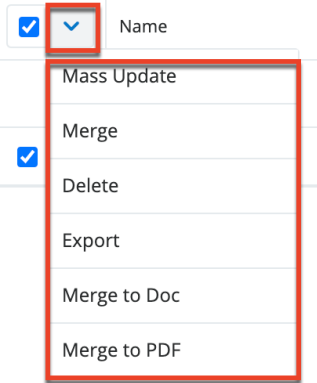 Name
Mass Update
Merge
Delete
Export
Merge to Doc
Merge to PDF